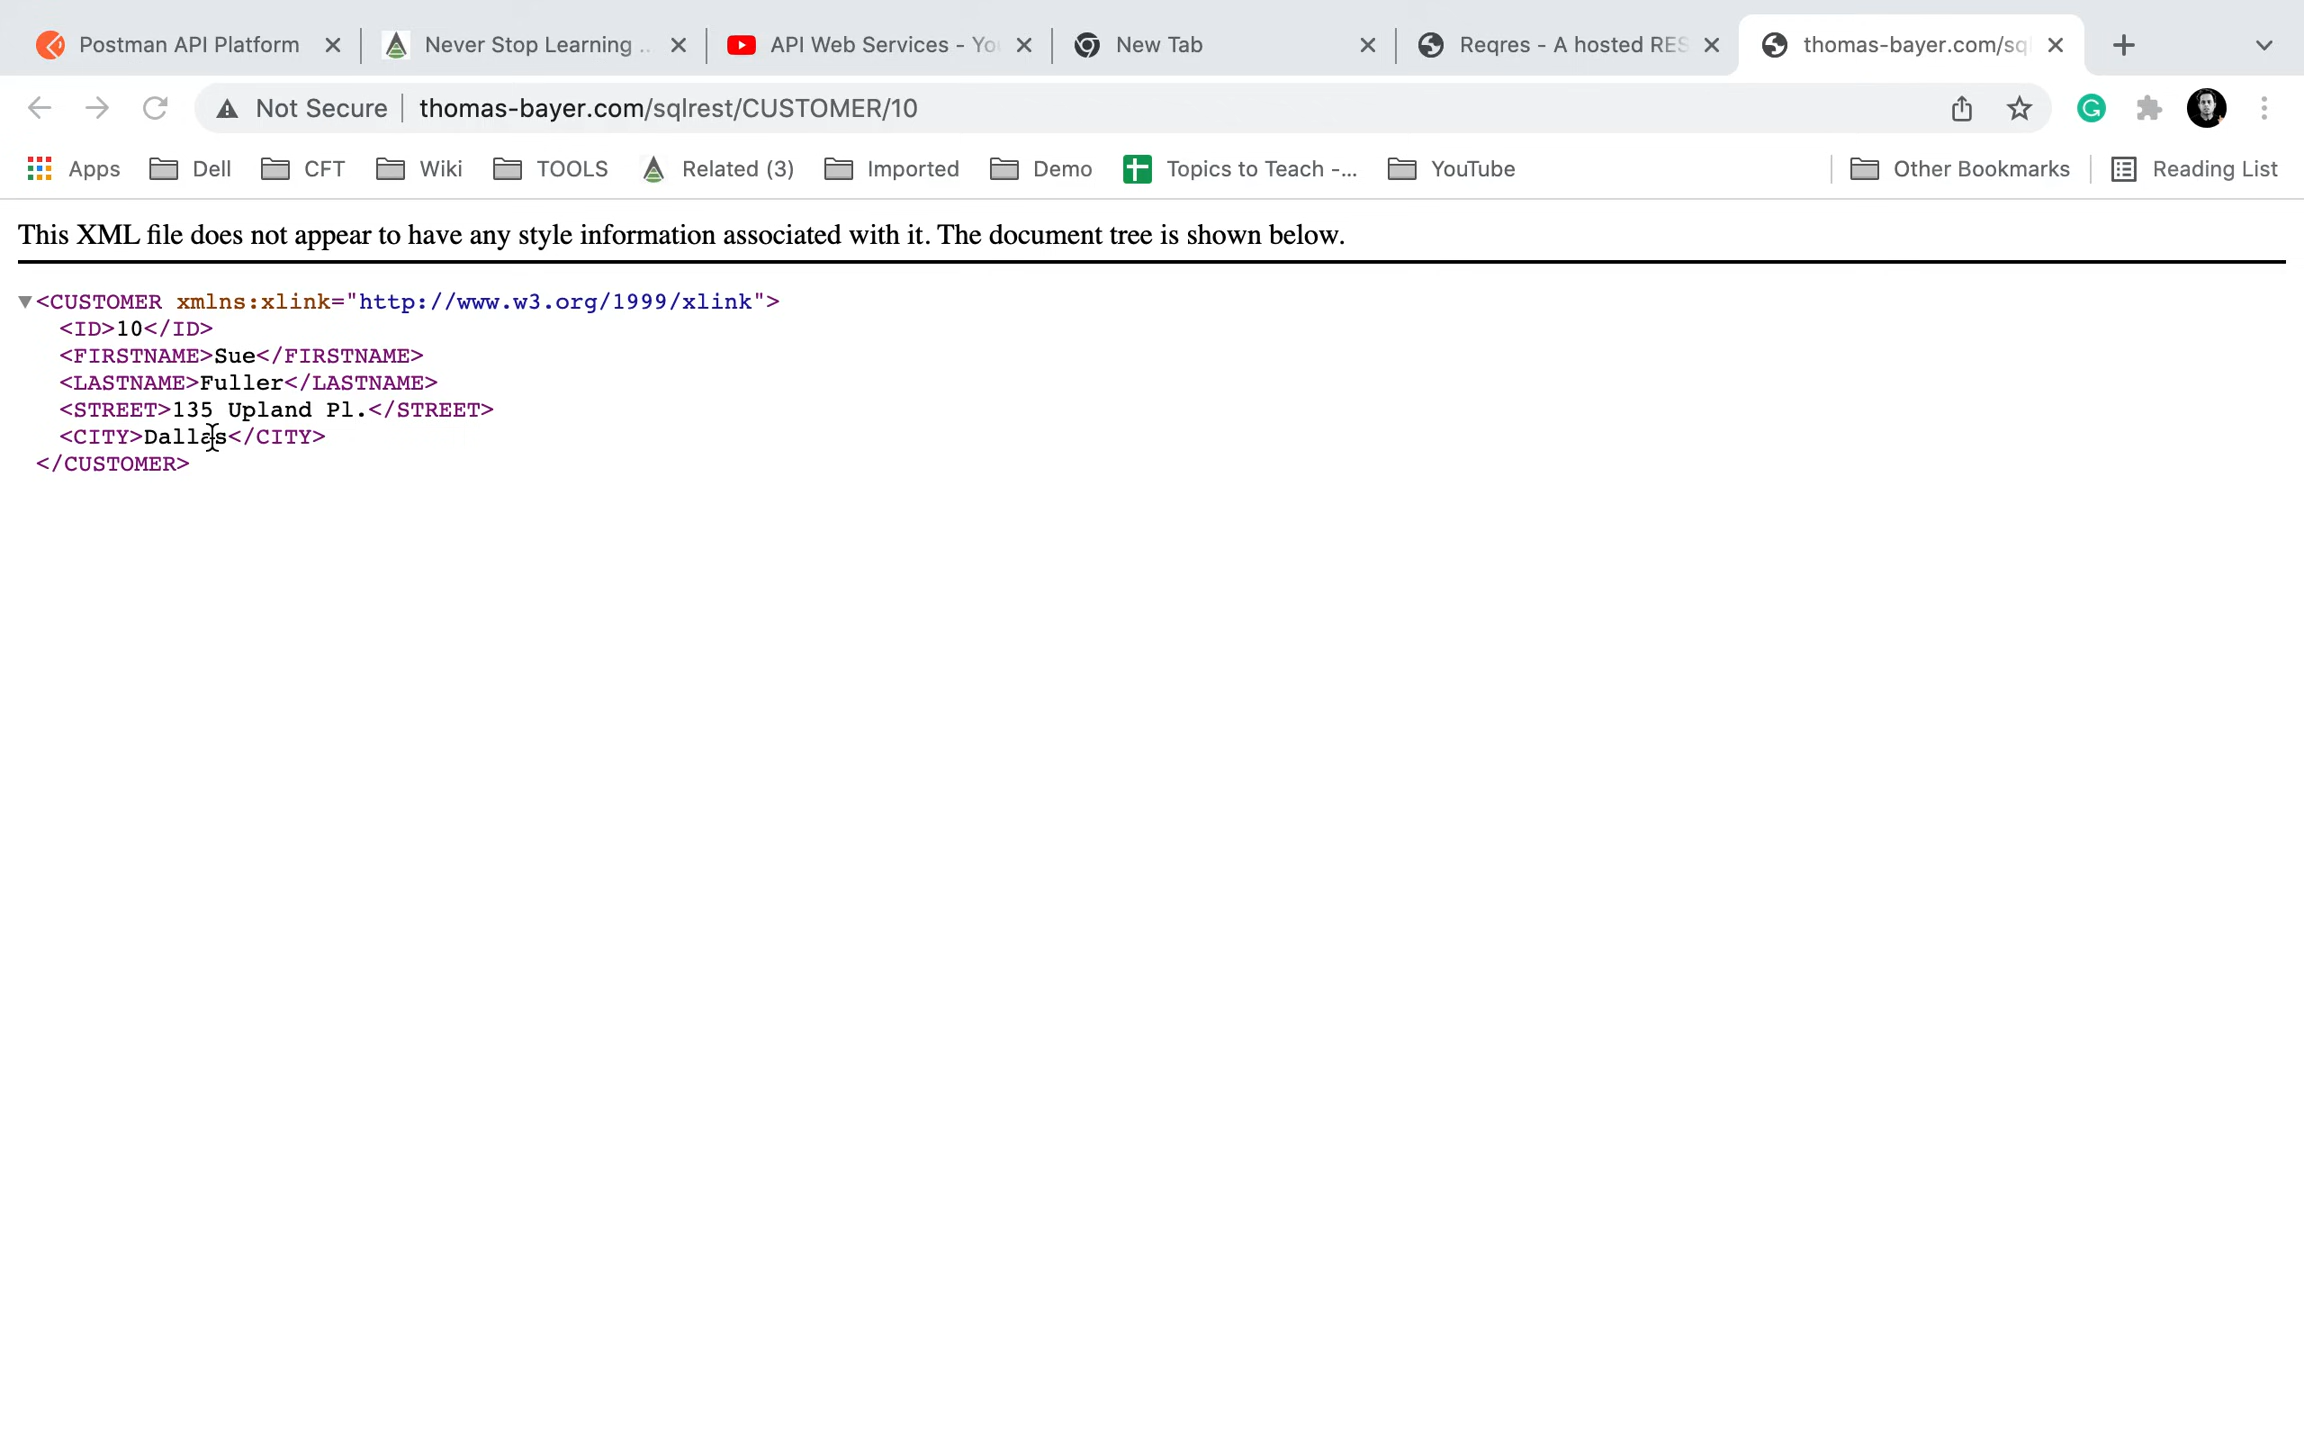 Postman API Platform
Never Stop Learning ..
API Web Services - You
New Tab
Reqres - A hosted RES
thomas-bayer.com/sql
Not Secure thomas-bayer.com/sqlrest/CUSTOMER/10
Apps Dell CFT Wiki TOOLS Related (3) Imported Demo Topics to Teach -... YouTube Other Bookmarks Reading List
This XML file does not appear to have any style information associated with it. The document tree is shown below.
<CUSTOMER xmlns:xlink="http://www.w3.org/1999/xlink">
<ID>10</ID>
<FIRSTNAME>Sue</FIRSTNAME>
<LASTNAME>Fuller</LASTNAME>
<STREET>135 Upland Pl.</STREET>
<CITY>Dallas</CITY>
</CUSTOMER>